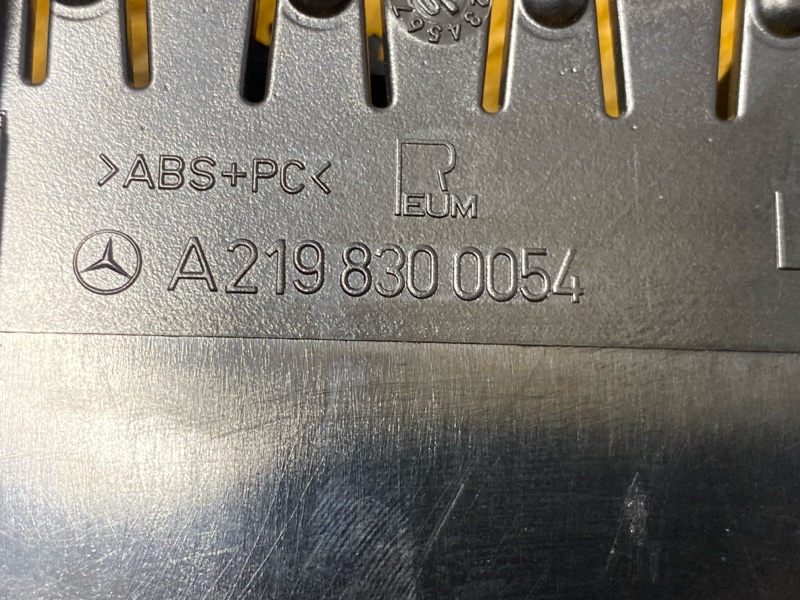 >ABS+PC<
REUM
A 219 830 0054
L